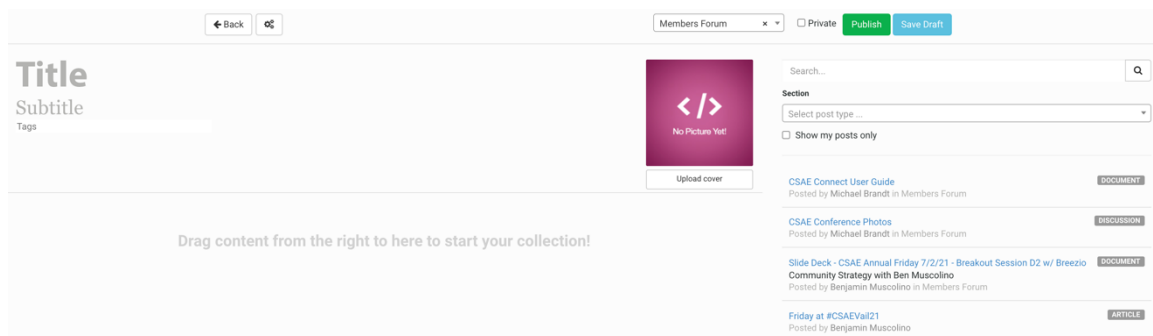 Back
Members Forum
Private
Publish
Save Draft
Title
Subtitle
Tags
</>
No Picture Yet!
Upload cover
Drag content from the right to here to start your collection!
Search...
Section
Select post type ...
Show my posts only
CSAE Connect User Guide DOCUMENT
Posted by Michael Brandt in Members Forum
CSAE Conference Photos DISCUSSION
Posted by Michael Brandt in Members Forum
Slide Deck - CSAE Annual Friday 7/2/21 - Breakout Session D2 w/ Breezio DOCUMENT
Community Strategy with Ben Muscolino
Posted by Benjamin Muscolino in Members Forum
Friday at #CSAEVail21 ARTICLE
Posted by Benjamin Muscolino